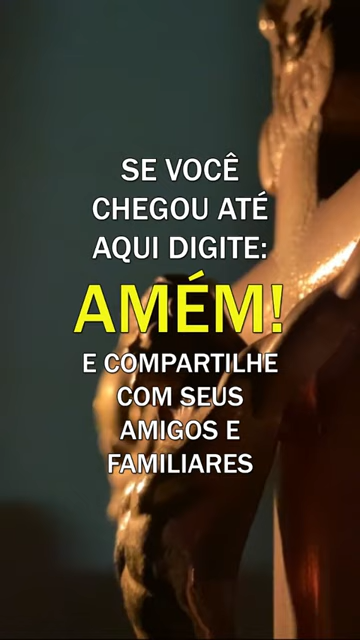 SE VOCÊ
CHEGOU ATÉ
AQUI DIGITE:
AMÉM!
E COMPARTILHE
COM SEUS
AMIGOS E
FAMILIARES